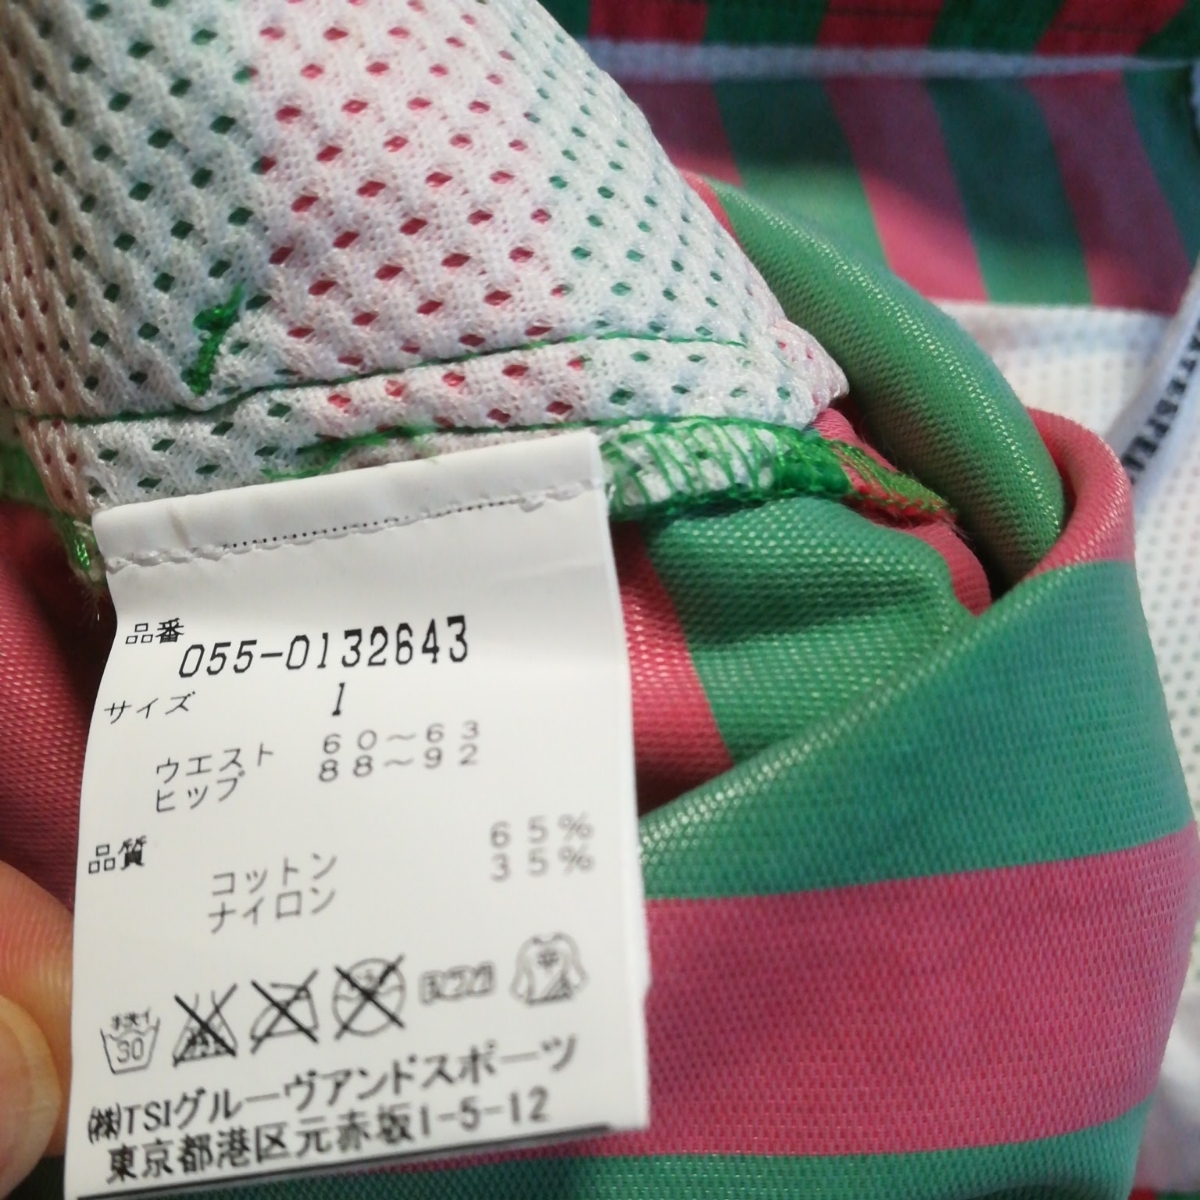 品番 055-0132643
サイズ 1
ウエスト 60～63
ヒップ 88～92
品質
コットン 65%
ナイロン 35%
手洗イ
30
㈱TSIグルーヴアンドスポーツ
東京都港区元赤坂1-5-12